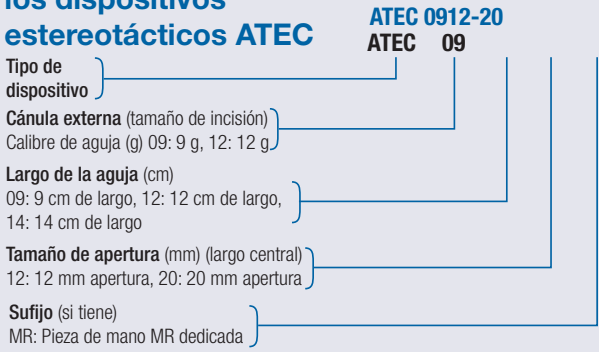 los dispositivos
estereotácticos ATEC
ATEC 0912-20
ATEC 09
Tipo de
dispositivo
Cánula externa (tamaño de incisión)
Calibre de aguja (g) 09: 9 g, 12: 12 g
Largo de la aguja (cm)
09: 9 cm de largo, 12: 12 cm de largo,
14: 14 cm de largo
Tamaño de apertura (mm) (largo central)
12: 12 mm apertura, 20: 20 mm apertura
Sufijo (si tiene)
MR: Pieza de mano MR dedicada